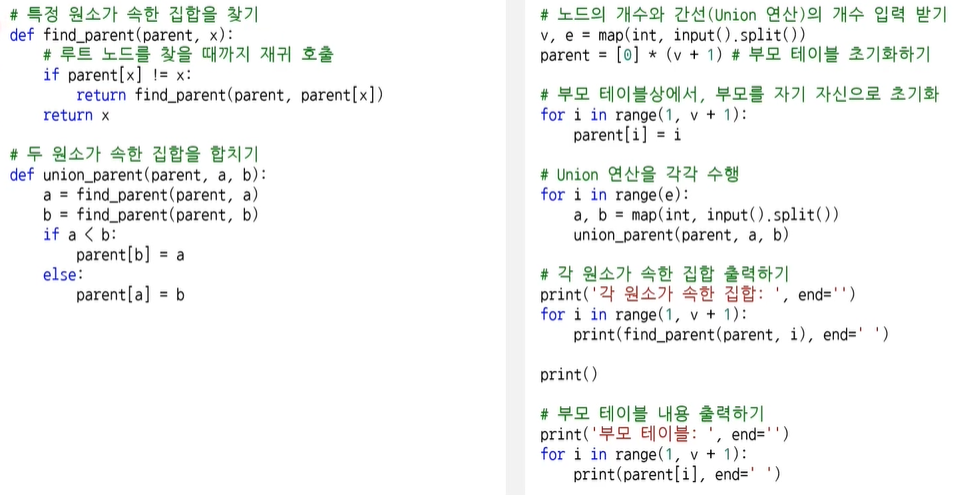 # 특정 원소가 속한 집합을 찾기
def find_parent(parent, x):
    # 루트 노드를 찾을 때까지 재귀 호출
    if parent[x] != x:
        return find_parent(parent, parent[x])
    return x

# 두 원소가 속한 집합을 합치기
def union_parent(parent, a, b):
    a = find_parent(parent, a)
    b = find_parent(parent, b)
    if a < b:
        parent[b] = a
    else:
        parent[a] = b

# 노드의 개수와 간선(Union 연산)의 개수 입력 받기
v, e = map(int, input().split())
parent = [0] * (v + 1) # 부모 테이블 초기화하기

# 부모 테이블상에서, 부모를 자기 자신으로 초기화
for i in range(1, v + 1):
    parent[i] = i

# Union 연산을 각각 수행
for i in range(e):
    a, b = map(int, input().split())
    union_parent(parent, a, b)

# 각 원소가 속한 집합 출력하기
print('각 원소가 속한 집합: ', end='')
for i in range(1, v + 1):
    print(find_parent(parent, i), end=' ')

print()

# 부모 테이블 내용 출력하기
print('부모 테이블: ', end='')
for i in range(1, v + 1):
    print(parent[i], end=' ')